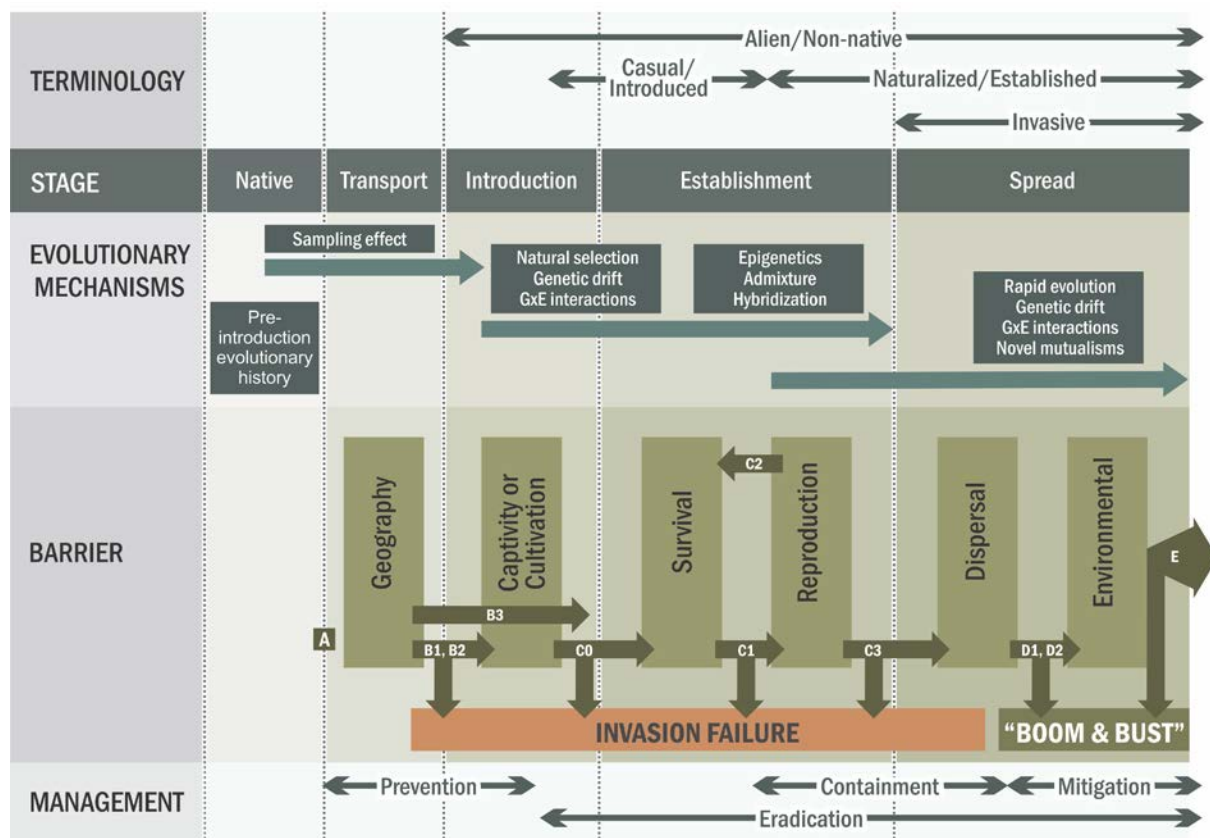 TERMINOLOGY
Alien/Non-native
Casual/
Introduced
Naturalized/Established
Invasive
STAGE
Native
Transport
Introduction
Establishment
Spread
EVOLUTIONARY
MECHANISMS
Sampling effect
Pre-
introduction
evolutionary
history
Natural selection
Genetic drift
GxE interactions
Epigenetics
Admixture
Hybridization
Rapid evolution
Genetic drift
GxE interactions
Novel mutualisms
BARRIER
A
Geography
Captivity or
Cultivation
Survival
Reproduction
Dispersal
Environmental
B3
B1, B2
C0
C1
C2
C3
D1, D2
E
INVASION FAILURE
"BOOM & BUST"
MANAGEMENT
Prevention
Containment
Mitigation
Eradication